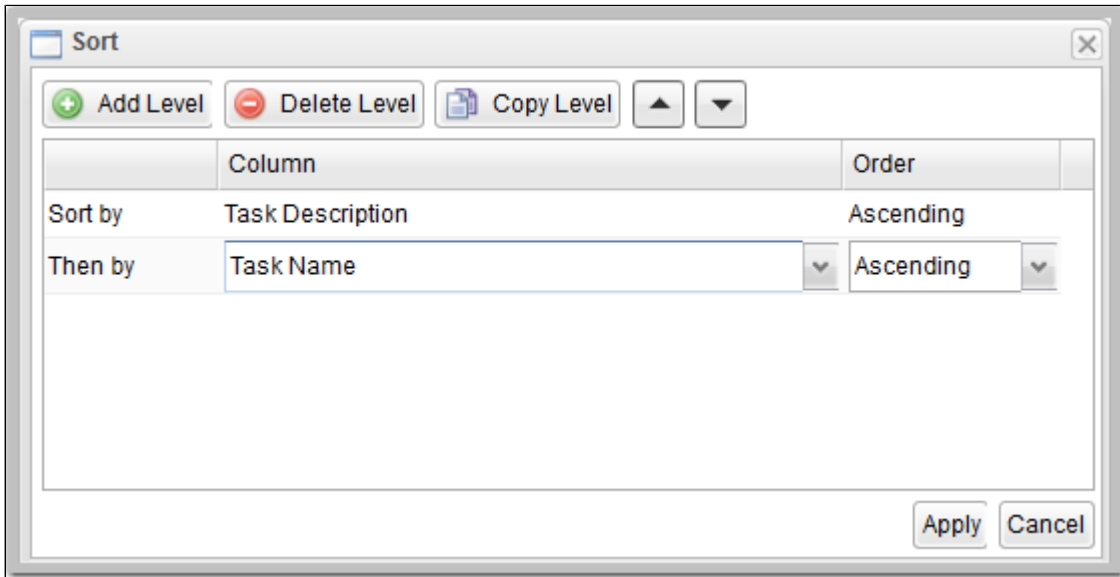 Sort
Add Level Delete Level Copy Level
Column Order
Sort by Task Description Ascending
Then by Task Name Ascending
Apply Cancel